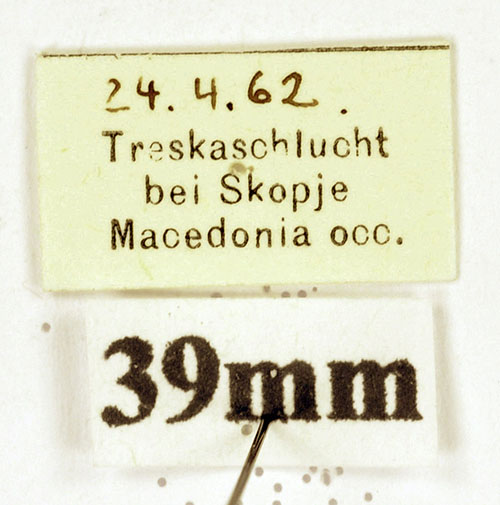 24.4.62.
Treskaschlucht
bei Skopje
Macedonia occ.
39mm